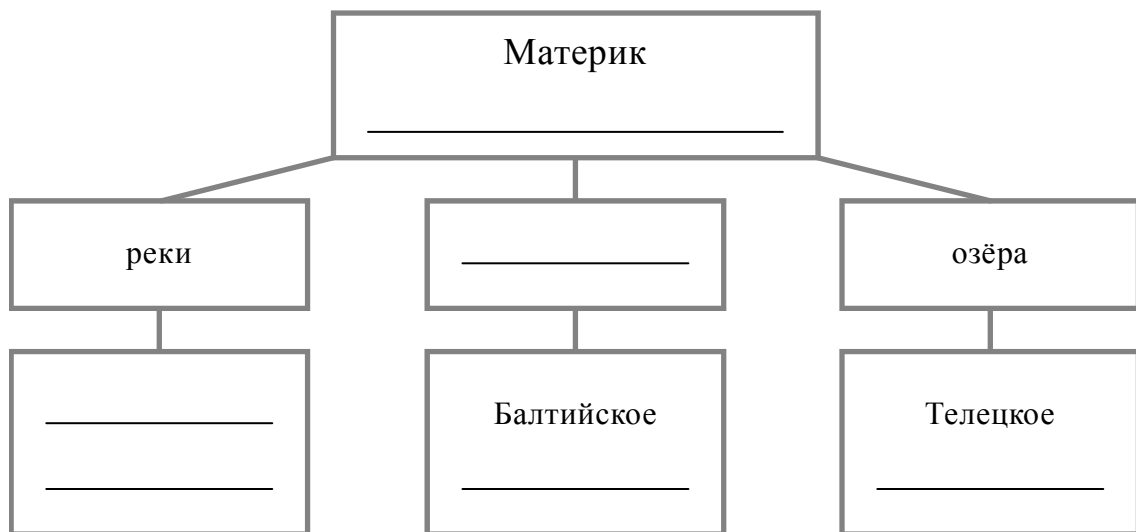 Материк
реки
озёра
Балтийское
Телецкое